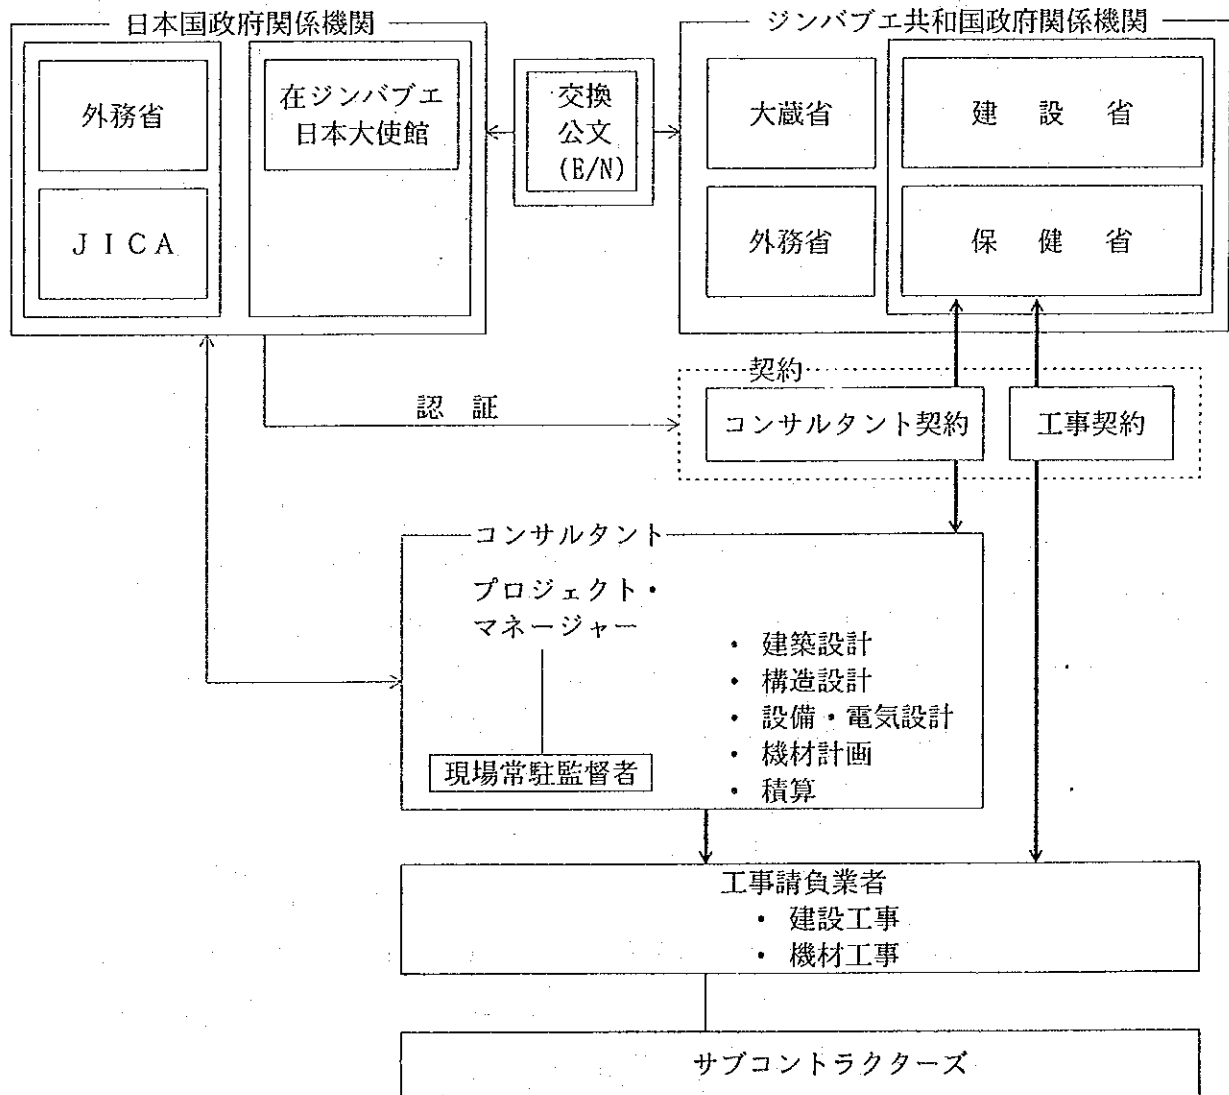 日本国政府関係機関
ジンバブエ共和国政府関係機関
外務省
在ジンバブエ
日本大使館
交換
公文
(E/N)
大蔵省
建設省
JICA
外務省
保健省
契約
認証
コンサルタント契約
工事契約
コンサルタント
プロジェクト・
マネージャー
・ 建築設計
・ 構造設計
・ 設備・電気設計
・ 機材計画
・ 積算
現場常駐監督者
工事請負業者
・ 建設工事
・ 機材工事
サブコントラクターズ